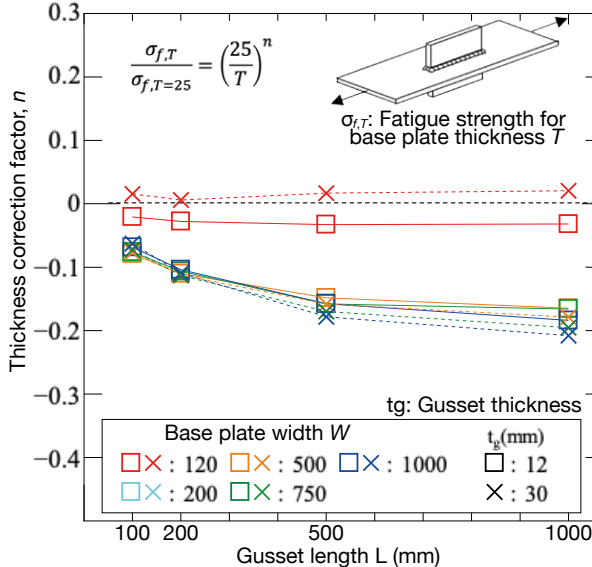 0.3
0.2
0.1
0
−0.1
−0.2
−0.3
−0.4
Thickness correction factor, n
σf,T / σf,T=25 = (25/T)^n
σf,T: Fatigue strength for
base plate thickness T
tg: Gusset thickness
Base plate width W
tg(mm)
: 120
: 500
: 1000
: 12
: 200
: 750
: 30
100 200 500 1000
Gusset length L (mm)